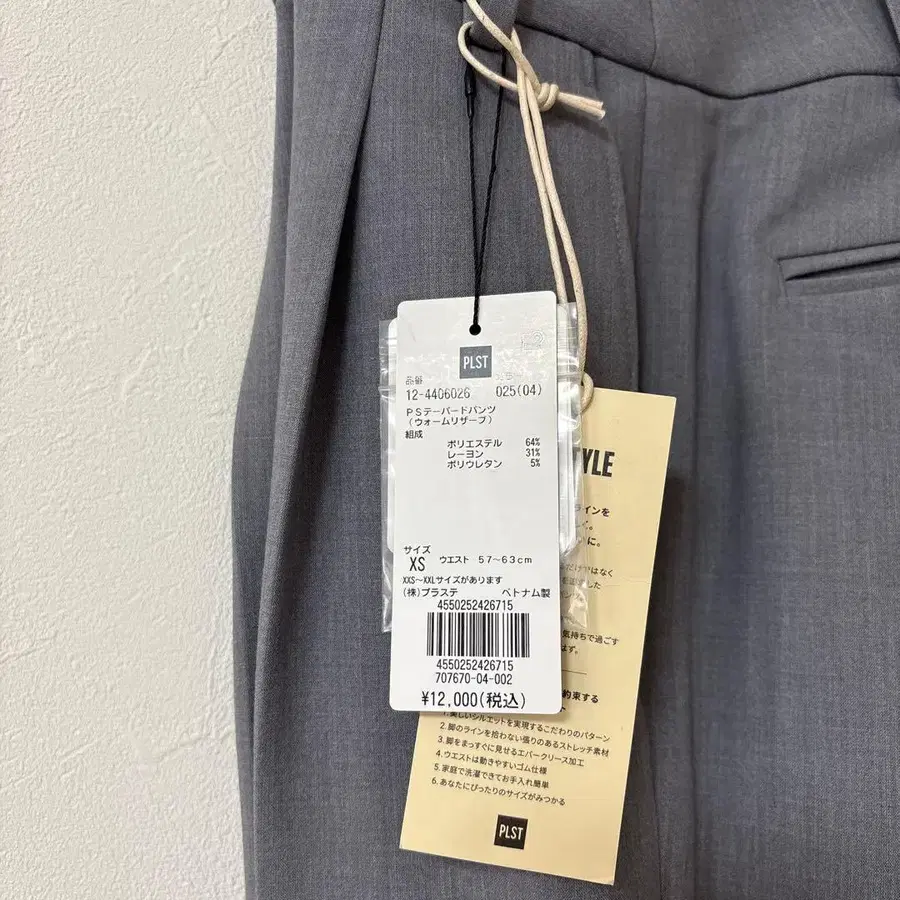 PLST
品番
12-4406026 025(04)
PSテーパードパンツ
(ウォームリザーブ)
組成
ポリエステル 64%
レーヨン 31%
ポリウレタン 5%
サイズ
XS ウエスト 57~63cm
XXS~XXLサイズがあります
(株)プラステ ベトナム製
4550252426715
4550252426715
707670-04-002
¥12,000(税込)
TYLE
ラインを
に。
だけではなく
した
気持ちで過ごす
はず。
約束する
1.美しいシルエットを実現するこだわりのパターン
2.脚のラインを拾わない張りのあるストレッチ素材
3.脚をまっすぐに見せるエバークリース加工
4.ウエストは動きやすいゴム仕様
5.家庭で洗濯できてお手入れ簡単
6.あなたにぴったりのサイズがみつかる
PLST